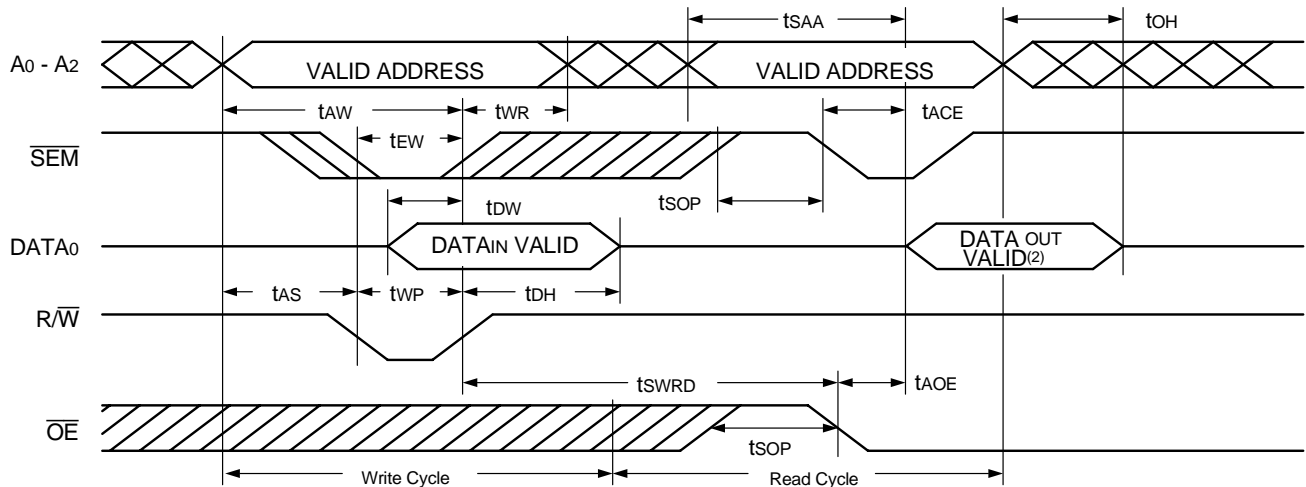 tSAA
tOH
A0 - A2
VALID ADDRESS
VALID ADDRESS
tAW
tWR
tACE
tEW
SEM
tSOP
tDW
DATA0
DATAIN VALID
DATA OUT
VALID(2)
tAS
tWP
tDH
R/W
tSWRD
tAOE
OE
tSOP
Write Cycle
Read Cycle